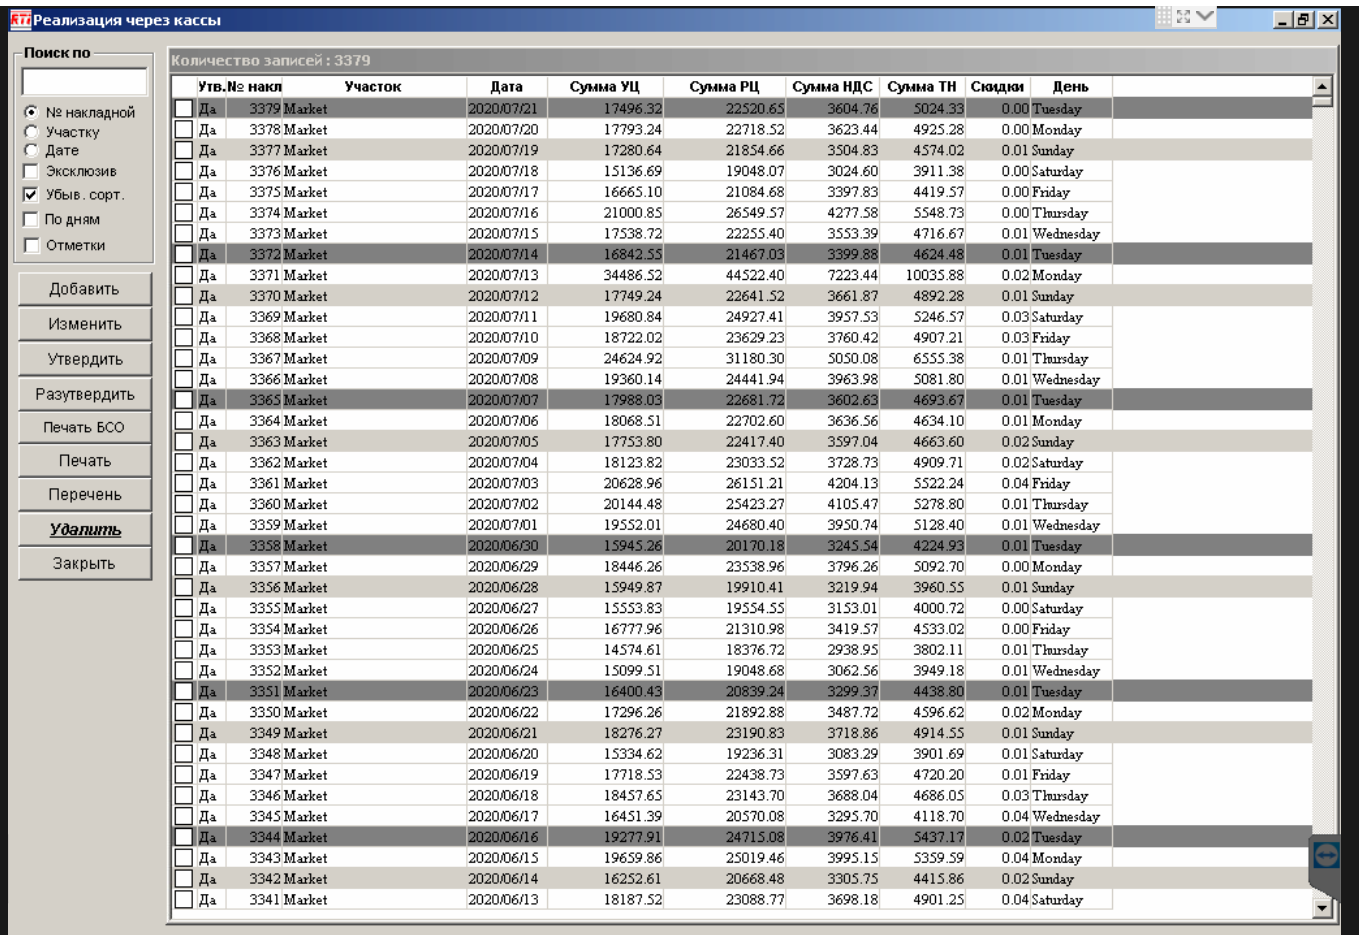 RTi Реализация через кассы
Поиск по
№ накладной
Участку
Дате
Эксклюзив
Убыв. сорт.
По дням
Отметки
Добавить
Изменить
Утвердить
Разутвердить
Печать БСО
Печать
Перечень
Удалить
Закрыть
Количество записей : 3379
Утв. № накл Участок Дата Сумма УЦ Сумма РЦ Сумма НДС Сумма ТН Скидки День
Да 3379 Market 2020/07/21 17496.32 22520.65 3604.76 5024.33 0.00 Tuesday
Да 3378 Market 2020/07/20 17793.24 22718.52 3623.44 4925.28 0.00 Monday
Да 3377 Market 2020/07/19 17280.64 21854.66 3504.83 4574.02 0.01 Sunday
Да 3376 Market 2020/07/18 15136.69 19048.07 3024.60 3911.38 0.00 Saturday
Да 3375 Market 2020/07/17 16665.10 21084.68 3397.83 4419.57 0.00 Friday
Да 3374 Market 2020/07/16 21000.85 26549.57 4277.58 5548.73 0.00 Thursday
Да 3373 Market 2020/07/15 17538.72 22255.40 3553.39 4716.67 0.01 Wednesday
Да 3372 Market 2020/07/14 16842.55 21467.03 3399.88 4624.48 0.01 Tuesday
Да 3371 Market 2020/07/13 34486.52 44522.40 7223.44 10035.88 0.02 Monday
Да 3370 Market 2020/07/12 17749.24 22641.52 3661.87 4892.28 0.01 Sunday
Да 3369 Market 2020/07/11 19680.84 24927.41 3957.53 5246.57 0.03 Saturday
Да 3368 Market 2020/07/10 18722.02 23629.23 3760.42 4907.21 0.03 Friday
Да 3367 Market 2020/07/09 24624.92 31180.30 5050.08 6555.38 0.01 Thursday
Да 3366 Market 2020/07/08 19360.14 24441.94 3963.98 5081.80 0.01 Wednesday
Да 3365 Market 2020/07/07 17988.03 22681.72 3602.63 4693.67 0.01 Tuesday
Да 3364 Market 2020/07/06 18068.51 22702.60 3636.56 4634.10 0.01 Monday
Да 3363 Market 2020/07/05 17753.80 22417.40 3597.04 4663.60 0.02 Sunday
Да 3362 Market 2020/07/04 18123.82 23033.52 3728.73 4909.71 0.02 Saturday
Да 3361 Market 2020/07/03 20628.96 26151.21 4204.13 5522.24 0.04 Friday
Да 3360 Market 2020/07/02 20144.48 25423.27 4105.47 5278.80 0.01 Thursday
Да 3359 Market 2020/07/01 19552.01 24680.40 3950.74 5128.40 0.01 Wednesday
Да 3358 Market 2020/06/30 15945.26 20170.18 3245.54 4224.93 0.01 Tuesday
Да 3357 Market 2020/06/29 18446.26 23538.96 3796.26 5092.70 0.00 Monday
Да 3356 Market 2020/06/28 15949.87 19910.41 3219.94 3960.55 0.01 Sunday
Да 3355 Market 2020/06/27 15553.83 19554.55 3153.01 4000.72 0.00 Saturday
Да 3354 Market 2020/06/26 16777.96 21310.98 3419.57 4533.02 0.00 Friday
Да 3353 Market 2020/06/25 14574.61 18376.72 2938.95 3802.11 0.01 Thursday
Да 3352 Market 2020/06/24 15099.51 19048.68 3062.56 3949.18 0.01 Wednesday
Да 3351 Market 2020/06/23 16400.43 20839.24 3299.37 4438.80 0.01 Tuesday
Да 3350 Market 2020/06/22 17296.26 21892.88 3487.72 4596.62 0.02 Monday
Да 3349 Market 2020/06/21 18276.27 23190.83 3718.86 4914.55 0.01 Sunday
Да 3348 Market 2020/06/20 15334.62 19236.31 3083.29 3901.69 0.01 Saturday
Да 3347 Market 2020/06/19 17718.53 22438.73 3597.63 4720.20 0.01 Friday
Да 3346 Market 2020/06/18 18457.65 23143.70 3688.04 4686.05 0.03 Thursday
Да 3345 Market 2020/06/17 16451.39 20570.08 3295.70 4118.70 0.04 Wednesday
Да 3344 Market 2020/06/16 19277.91 24715.08 3976.41 5437.17 0.02 Tuesday
Да 3343 Market 2020/06/15 19659.86 25019.46 3995.15 5359.59 0.04 Monday
Да 3342 Market 2020/06/14 16252.61 20668.48 3305.75 4415.86 0.02 Sunday
Да 3341 Market 2020/06/13 18187.52 23088.77 3698.18 4901.25 0.04 Saturday